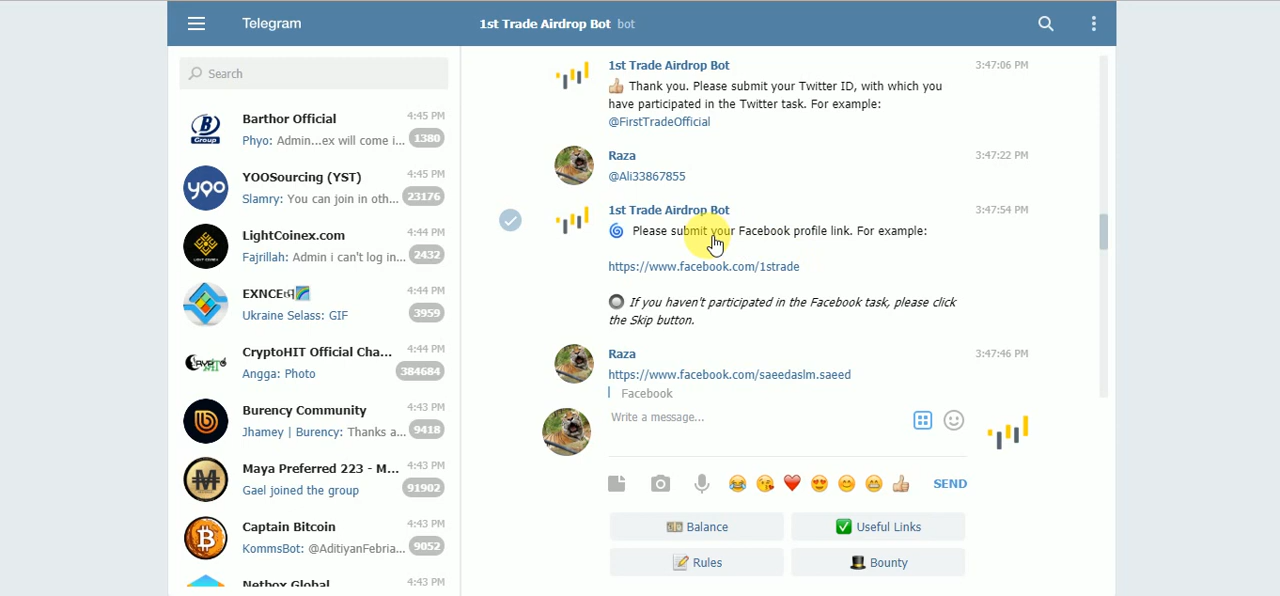 Telegram
1st Trade Airdrop Bot bot
Search
Barthor Official 4:45 PM
Phyo: Admin...ex will come i... 1380
YOOSourcing (YST) 4:45 PM
Slamry: You can join in oth... 23176
LightCoinex.com 4:44 PM
Fajrillah: Admin i can't log in... 2432
4:44 PM
Ukraine Selass: GIF 3959
CryptoHIT Official Cha... 4:44 PM
Angga: Photo 384684
Burency Community 4:43 PM
Jhamey | Burency: Thanks a... 9418
Maya Preferred 223 - M... 4:43 PM
Gael joined the group 91902
Captain Bitcoin 4:43 PM
KommsBot: @AditiyanFebria... 9052
Netbox Global 4:43 PM
1st Trade Airdrop Bot 3:47:06 PM
👍 Thank you. Please submit your Twitter ID, with which you
have participated in the Twitter task. For example:
@FirstTradeOfficial
Raza 3:47:22 PM
@Ali33867855
1st Trade Airdrop Bot 3:47:54 PM
🌀 Please submit your Facebook profile link. For example:
https://www.facebook.com/1strade
🔘 If you haven't participated in the Facebook task, please click
the Skip button.
Raza 3:47:46 PM
https://www.facebook.com/saeedaslm.saeed
Facebook
Write a message...
SEND
💵 Balance
✅ Useful Links
📝 Rules
🎩 Bounty